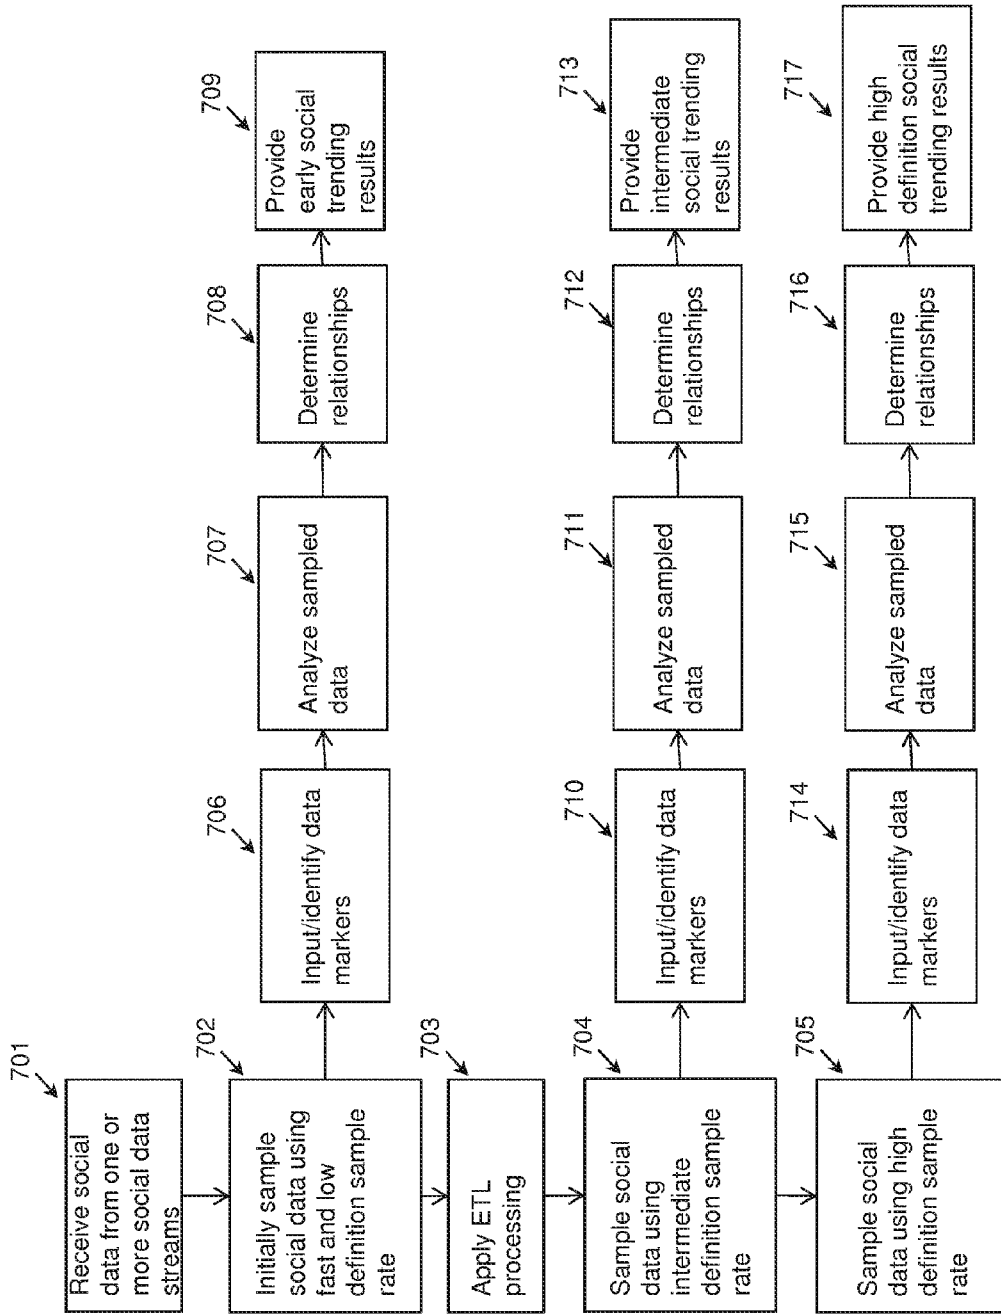 701
Receive social
data from one or
more social data
streams
702
Initially sample
social data using
fast and low
definition sample
rate
706
Input/identify data
markers
707
Analyze sampled
data
708
Determine
relationships
709
Provide
early social
trending
results
703
Apply ETL
processing
704
Sample social
data using
intermediate
definition sample
rate
710
Input/identify data
markers
711
Analyze sampled
data
712
Determine
relationships
713
Provide
intermediate
social trending
results
705
Sample social
data using high
definition sample
rate
714
Input/identify data
markers
715
Analyze sampled
data
716
Determine
relationships
717
Provide high
definition social
trending results